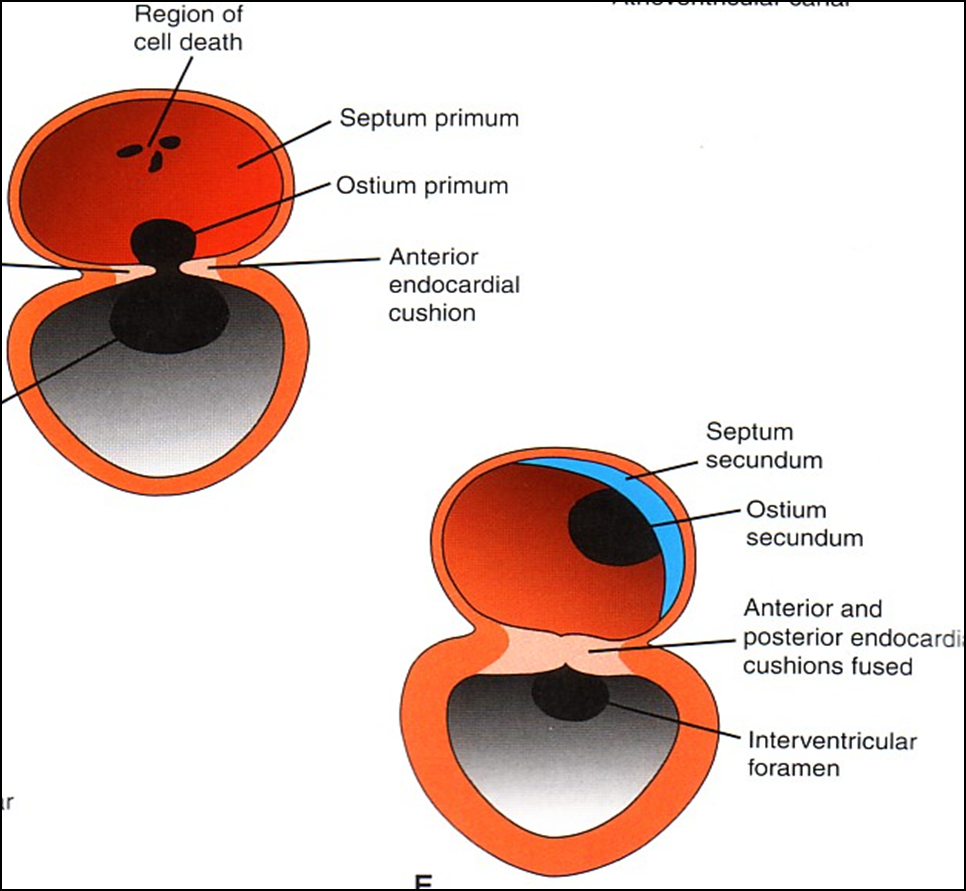 Region of
cell death
Septum primum
Ostium primum
Anterior
endocardial
cushion
Septum
secundum
Ostium
secundum
Anterior and
posterior endocardi
cushions fused
Interventricular
foramen